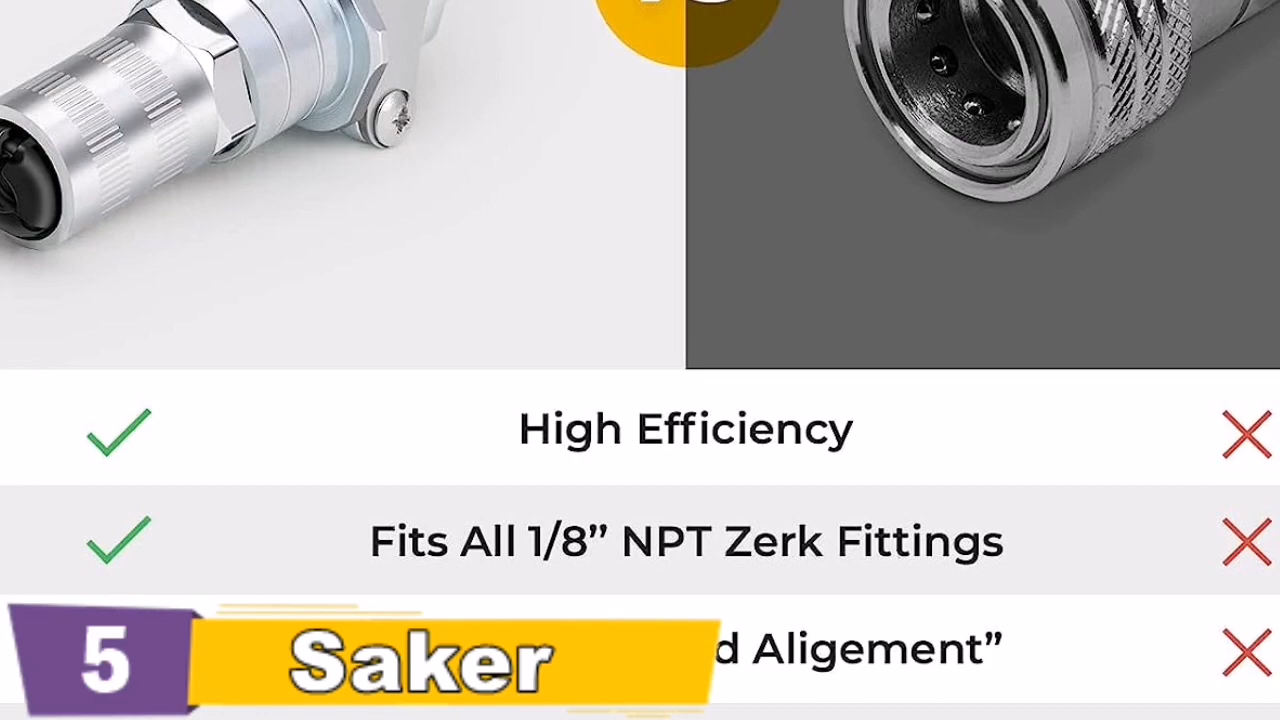 High Efficiency
Fits All 1/8” NPT Zerk Fittings
d Aligement”
5
Saker